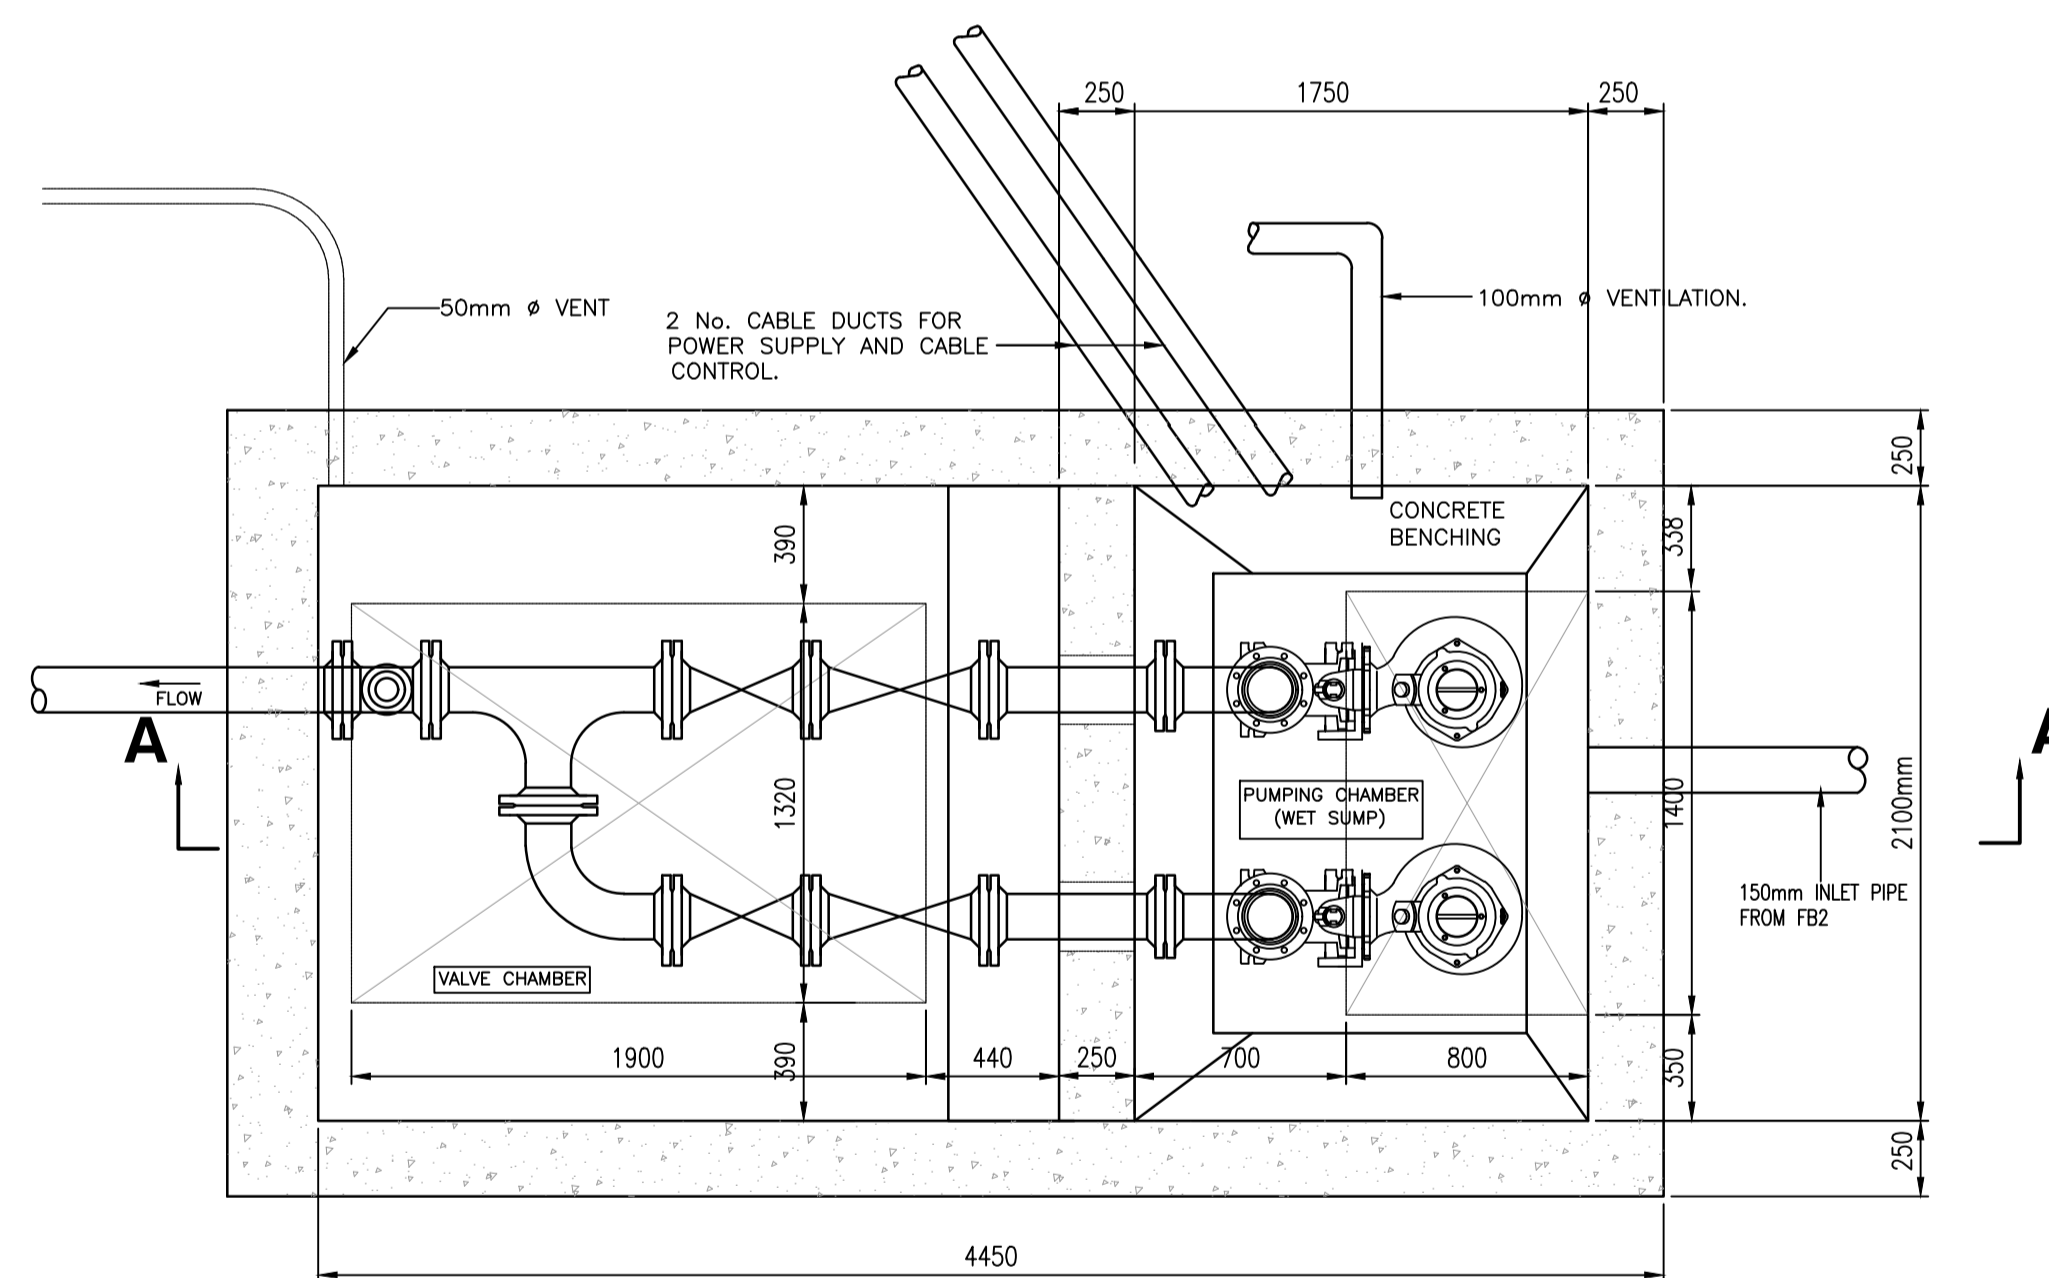 250
1750
250
50mm ø VENT
2 No. CABLE DUCTS FOR
POWER SUPPLY AND CABLE
CONTROL.
100mm ø VENTILATION.
250
CONCRETE
BENCHING
338
390
FLOW
A
A
1320
PUMPING CHAMBER
(WET SUMP)
1400
2100mm
150mm INLET PIPE
FROM FB2
VALVE CHAMBER
1900
390
440
250
700
800
350
250
4450